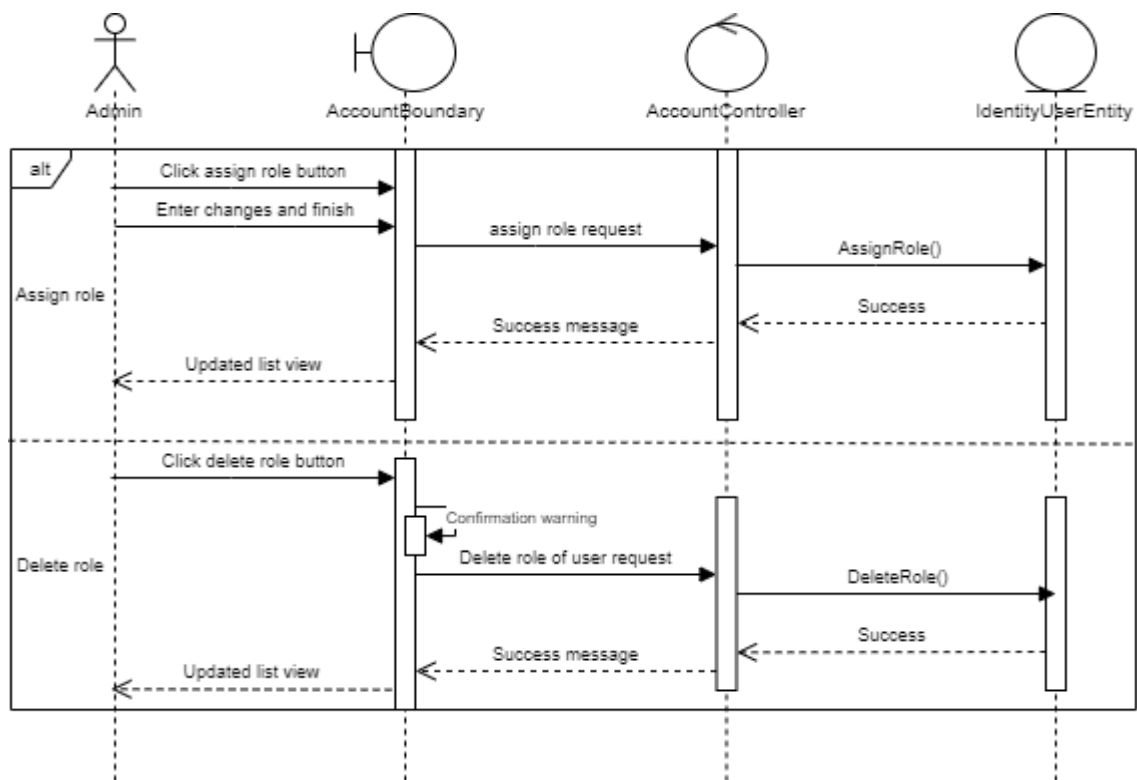 Admin
AccountBoundary
AccountController
IdentityUserEntity
alt
Click assign role button
Enter changes and finish
assign role request
AssignRole()
Assign role
Success
Success message
Updated list view
Click delete role button
Confirmation warning
Delete role of user request
Delete role
DeleteRole()
Success
Success message
Updated list view